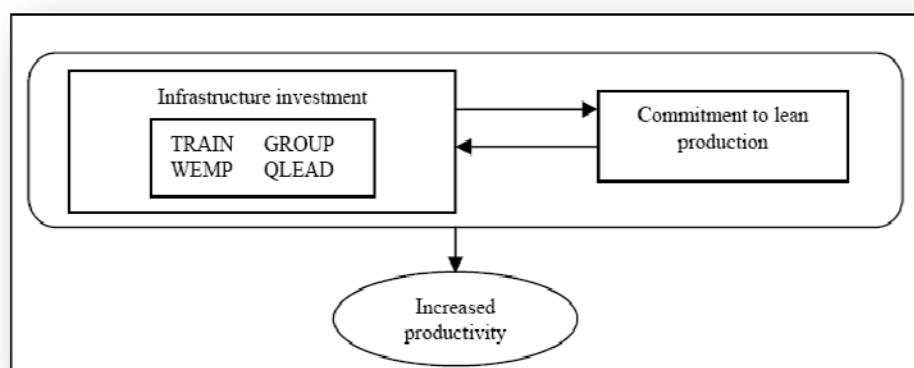 Infrastructure investment
TRAIN GROUP
WEMP QLEAD
Commitment to lean
production
Increased
productivity